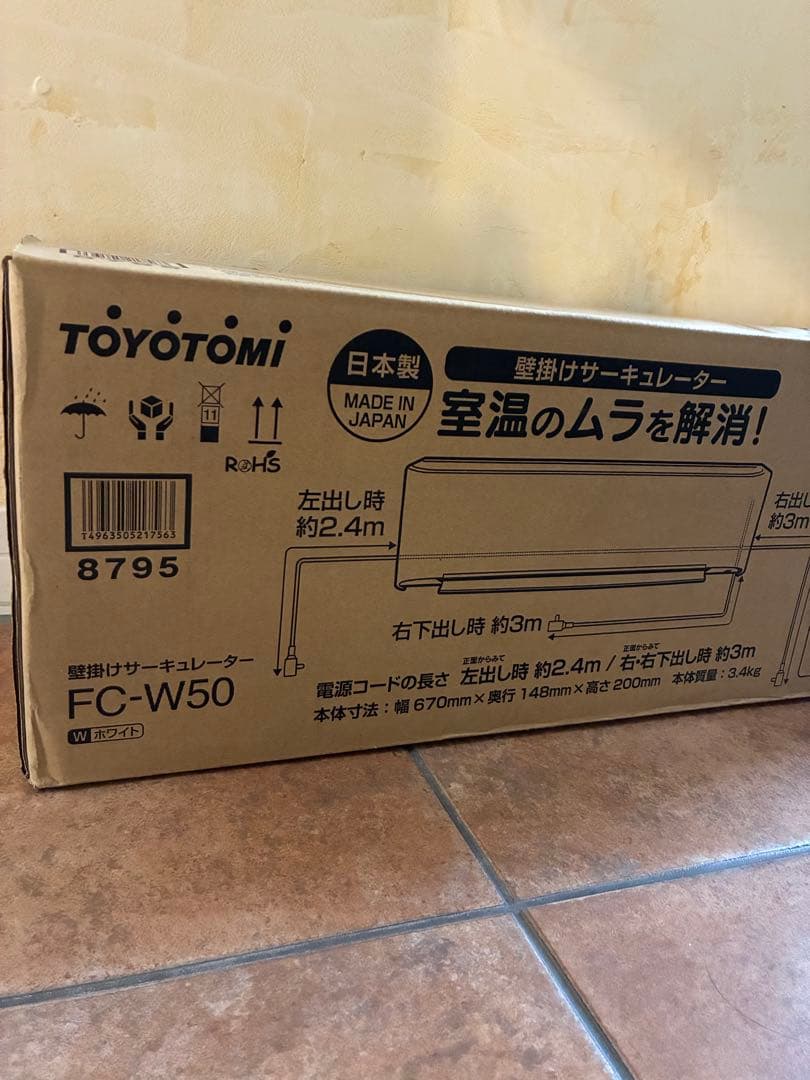 TOYOTOMI
日本製
MADE IN
JAPAN
壁掛けサーキュレーター
室温のムラを解消!
11
RoHS
T4963505217563
8795
左出し時
約2.4m
右出し
約3m
右下出し時 約3m
壁掛けサーキュレーター
FC-W50
W ホワイト
正面からみて 正面からみて
電源コードの長さ 左出し時 約2.4m / 右・右下出し時 約3m
本体寸法：幅 670mm×奥行 148mm×高さ 200mm 本体質量：3.4kg